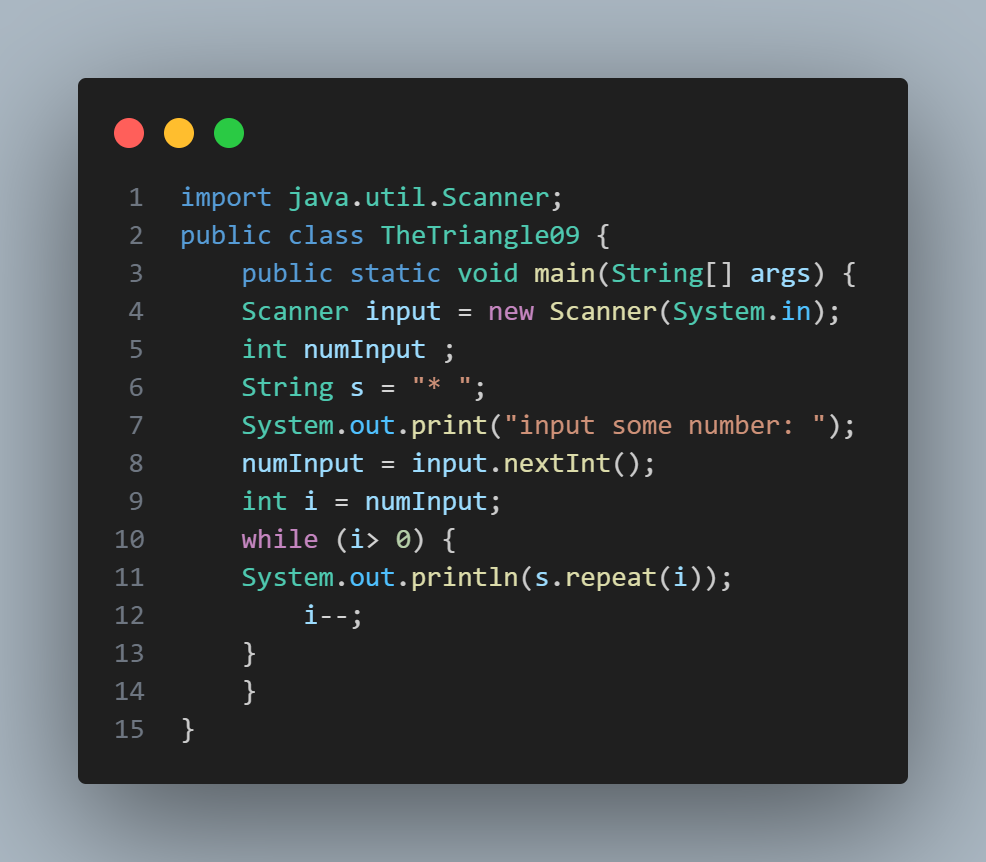 1 import java.util.Scanner;
2 public class TheTriangle09 {
3     public static void main(String[] args) {
4     Scanner input = new Scanner(System.in);
5     int numInput ;
6     String s = "* ";
7     System.out.print("input some number: ");
8     numInput = input.nextInt();
9     int i = numInput;
10     while (i> 0) {
11     System.out.println(s.repeat(i));
12         i--;
13     }
14     }
15 }